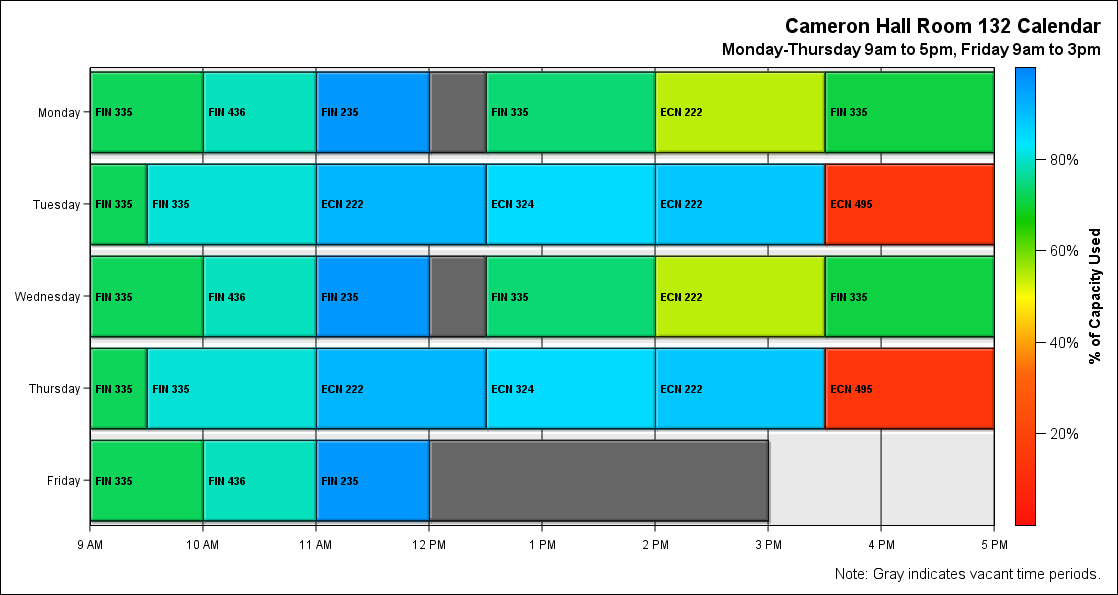 Cameron Hall Room 132 Calendar
Monday-Thursday 9am to 5pm, Friday 9am to 3pm
Monday FIN 335 FIN 436 FIN 235 FIN 335 ECN 222 FIN 335
Tuesday FIN 335 FIN 335 ECN 222 ECN 324 ECN 222 ECN 495
Wednesday FIN 335 FIN 436 FIN 235 FIN 335 ECN 222 FIN 335
Thursday FIN 335 FIN 335 ECN 222 ECN 324 ECN 222 ECN 495
Friday FIN 335 FIN 436 FIN 235
9 AM 10 AM 11 AM 12 PM 1 PM 2 PM 3 PM 4 PM 5 PM
80%
60%
40%
20%
% of Capacity Used
Note: Gray indicates vacant time periods.